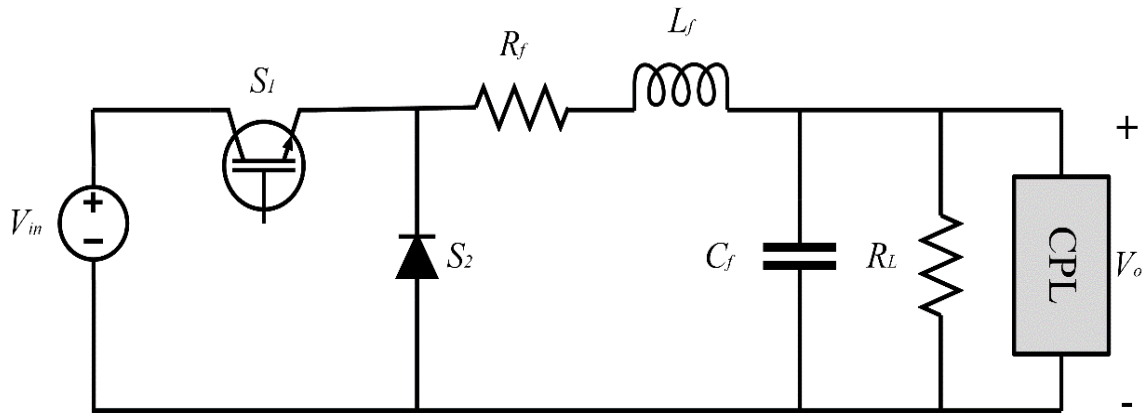 Lf
Rf
S1
+
Vin
+
-
S2
Cf
RL
CPL
Vo
-